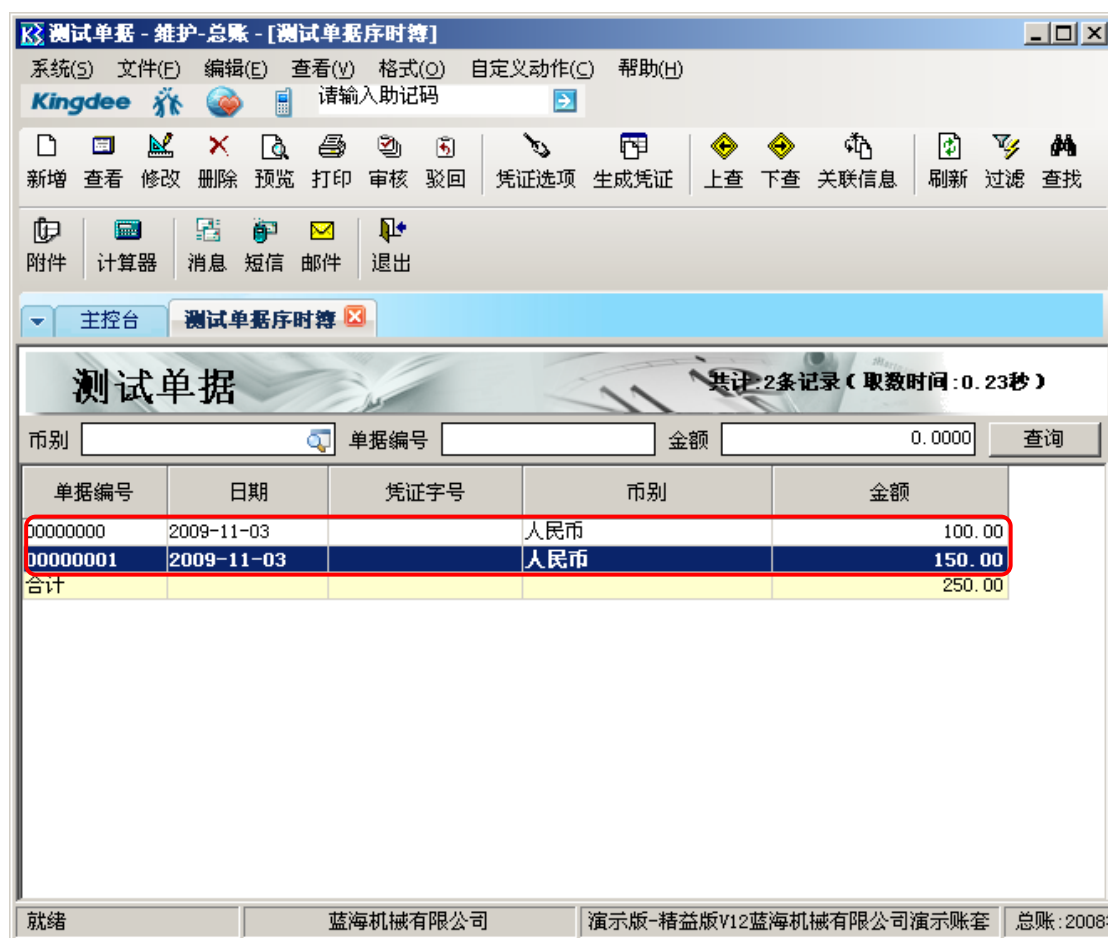 测试单据 - 维护-总账 - [测试单据序时簿]
系统(S) 文件(F) 编辑(E) 查看(V) 格式(O) 自定义动作(C) 帮助(H)
Kingdee 请输入助记码
新增 查看 修改 删除 预览 打印 审核 驳回 凭证选项 生成凭证 上查 下查 关联信息 刷新 过滤 查找
附件 计算器 消息 短信 邮件 退出
主控台 测试单据序时簿
测试单据 共计:2条记录(取数时间:0.23秒)
币别 单据编号 金额 0.0000 查询
单据编号 日期 凭证字号 币别 金额
00000000 2009-11-03 人民币 100.00
00000001 2009-11-03 人民币 150.00
合计 250.00
就绪 蓝海机械有限公司 演示版-精益版V12蓝海机械有限公司演示账套 总账:2008